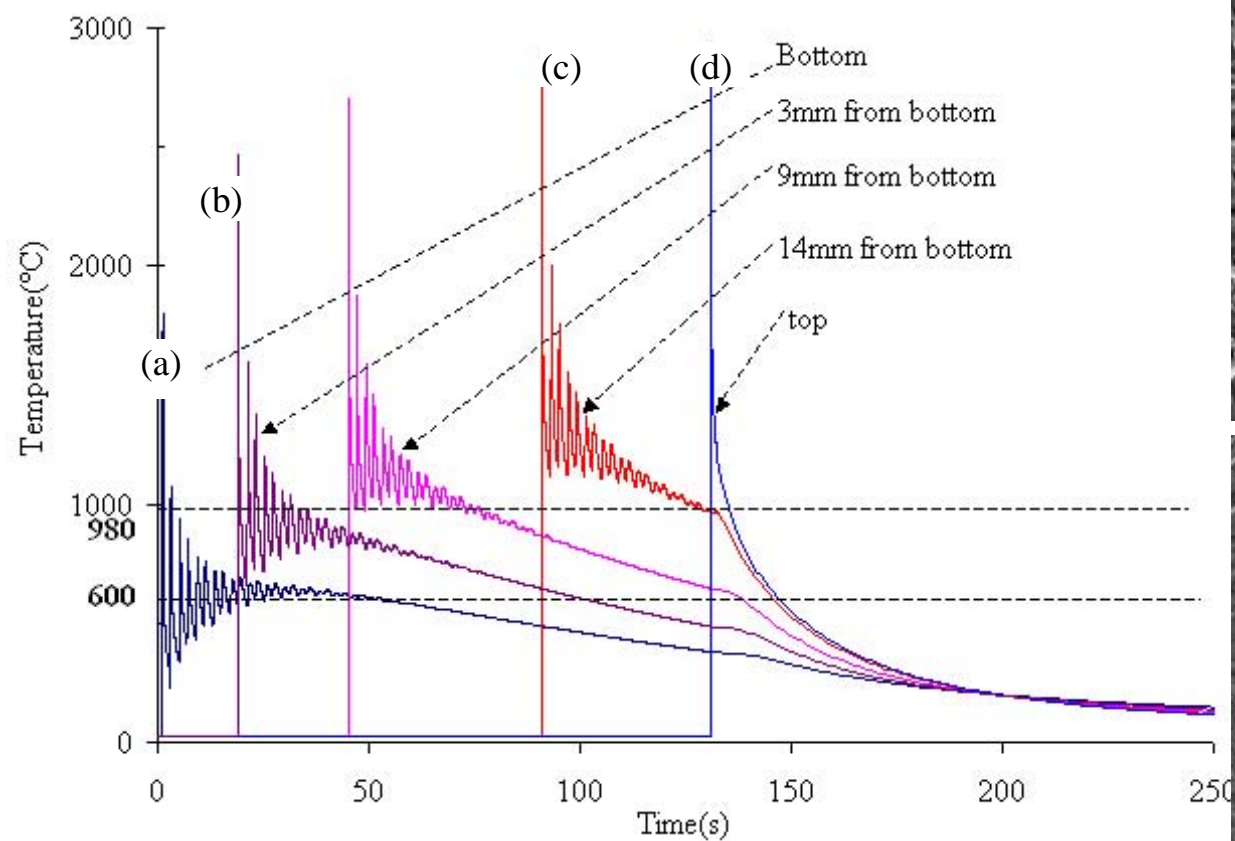 3000
(c)
(d)
Bottom
3mm from bottom
9mm from bottom
14mm from bottom
top
(b)
2000
(a)
Temperature(°C)
1000
980
600
0
0
50
100
150
200
250
Time(s)